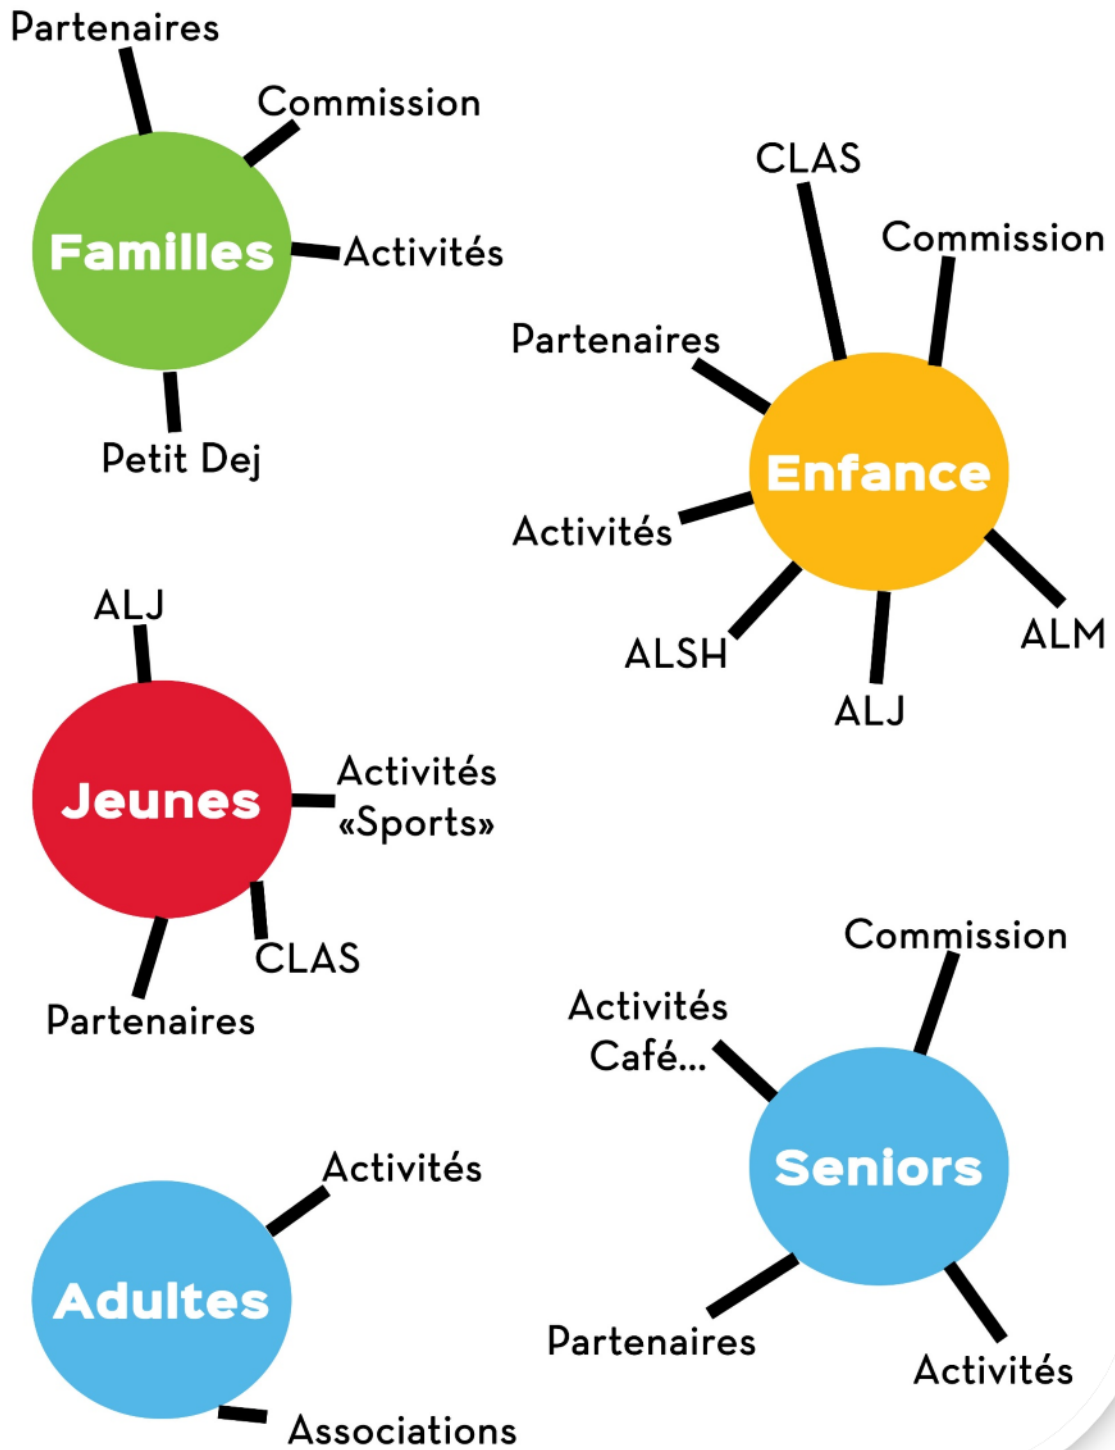 Partenaires
Commission
Familles
Activités
Petit Dej
CLAS
Commission
Partenaires
Enfance
Activités
ALSH
ALJ
ALM
ALJ
Jeunes
Activités
«Sports»
CLAS
Partenaires
Commission
Activités
Café...
Seniors
Partenaires
Activités
Activités
Adultes
Associations